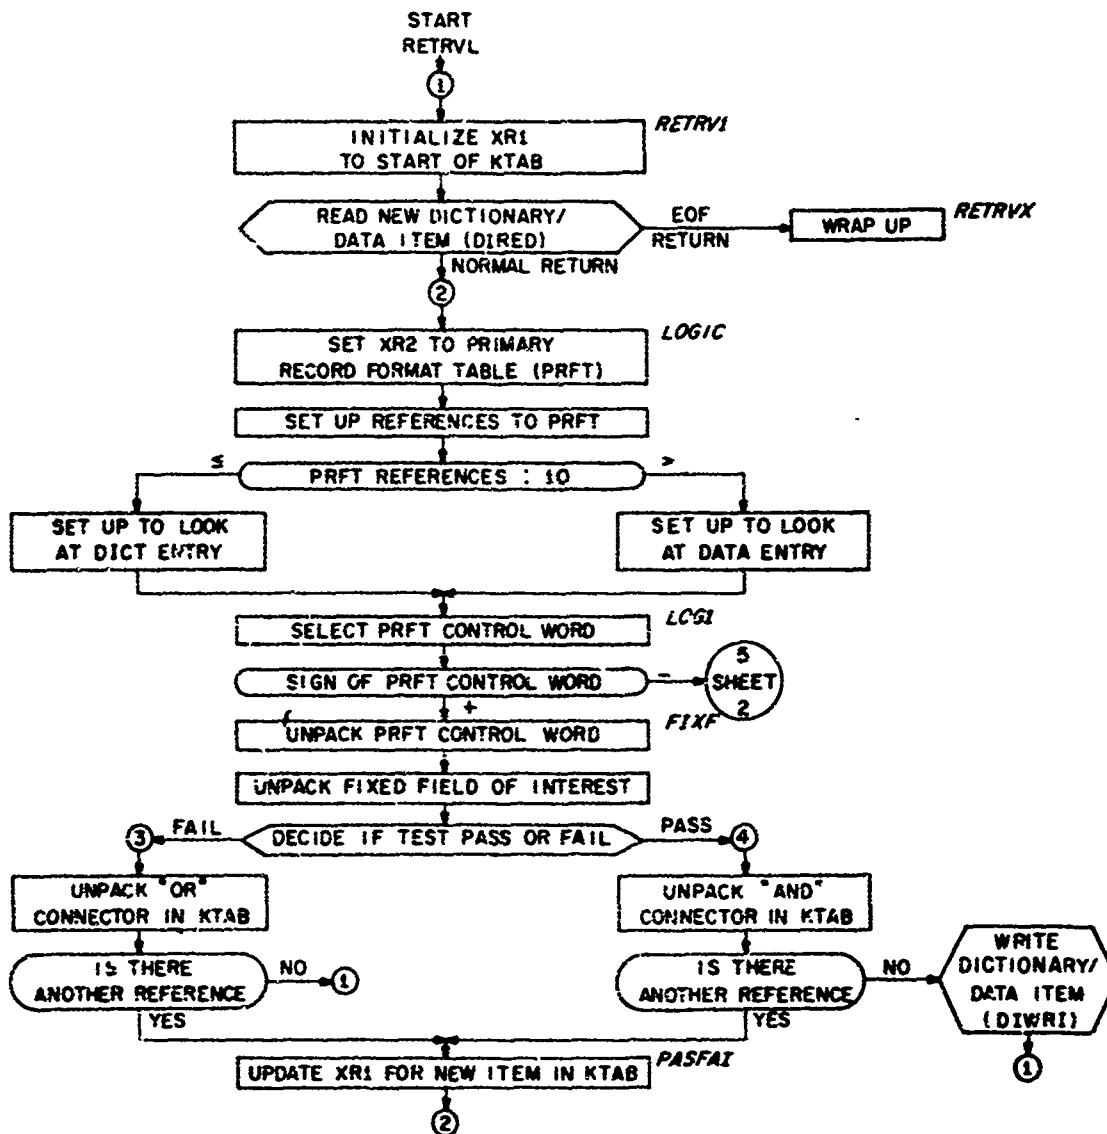 START
RETRVL
1
INITIALIZE XR1
TO START OF KTAB
RETRV1
READ NEW DICTIONARY/
DATA ITEM (DIRED)
EOF
RETURN
WRAP UP
RETRVX
NORMAL RETURN
2
LOGIC
SET XR2 TO PRIMARY
RECORD FORMAT TABLE (PRFT)
SET UP REFERENCES TO PRFT
≤
PRFT REFERENCES : 10
>
SET UP TO LOOK
AT DICT ENTRY
SET UP TO LOOK
AT DATA ENTRY
LOG1
SELECT PRFT CONTROL WORD
SIGN OF PRFT CONTROL WORD
-
5
SHEET
2
+
FIXF
UNPACK PRFT CONTROL WORD
UNPACK FIXED FIELD OF INTEREST
3
FAIL
DECIDE IF TEST PASS OR FAIL
PASS
4
UNPACK "OR"
CONNECTOR IN KTAB
UNPACK "AND"
CONNECTOR IN KTAB
IS THERE
ANOTHER REFERENCE
NO
1
IS THERE
ANOTHER REFERENCE
NO
WRITE
DICTIONARY/
DATA ITEM
(DIWRI)
YES
YES
1
PASFAI
UPDATE XR1 FOR NEW ITEM IN KTAB
2